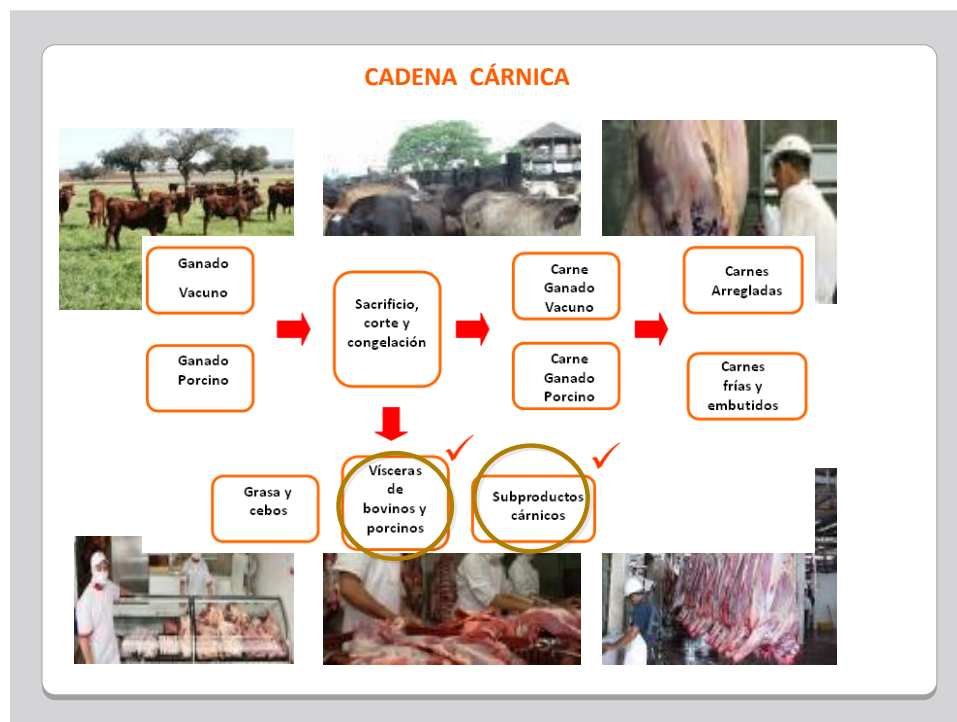 CADENA CÁRNICA
Ganado
Vacuno
Ganado
Porcino
Sacrificio,
corte y
congelación
Carne
Ganado
Vacuno
Carne
Ganado
Porcino
Carnes
Arregladas
Carnes
frías y
embutidos
Grasa y
cebos
Vísceras
de
bovinos y
porcinos
Subproductos
cárnicos